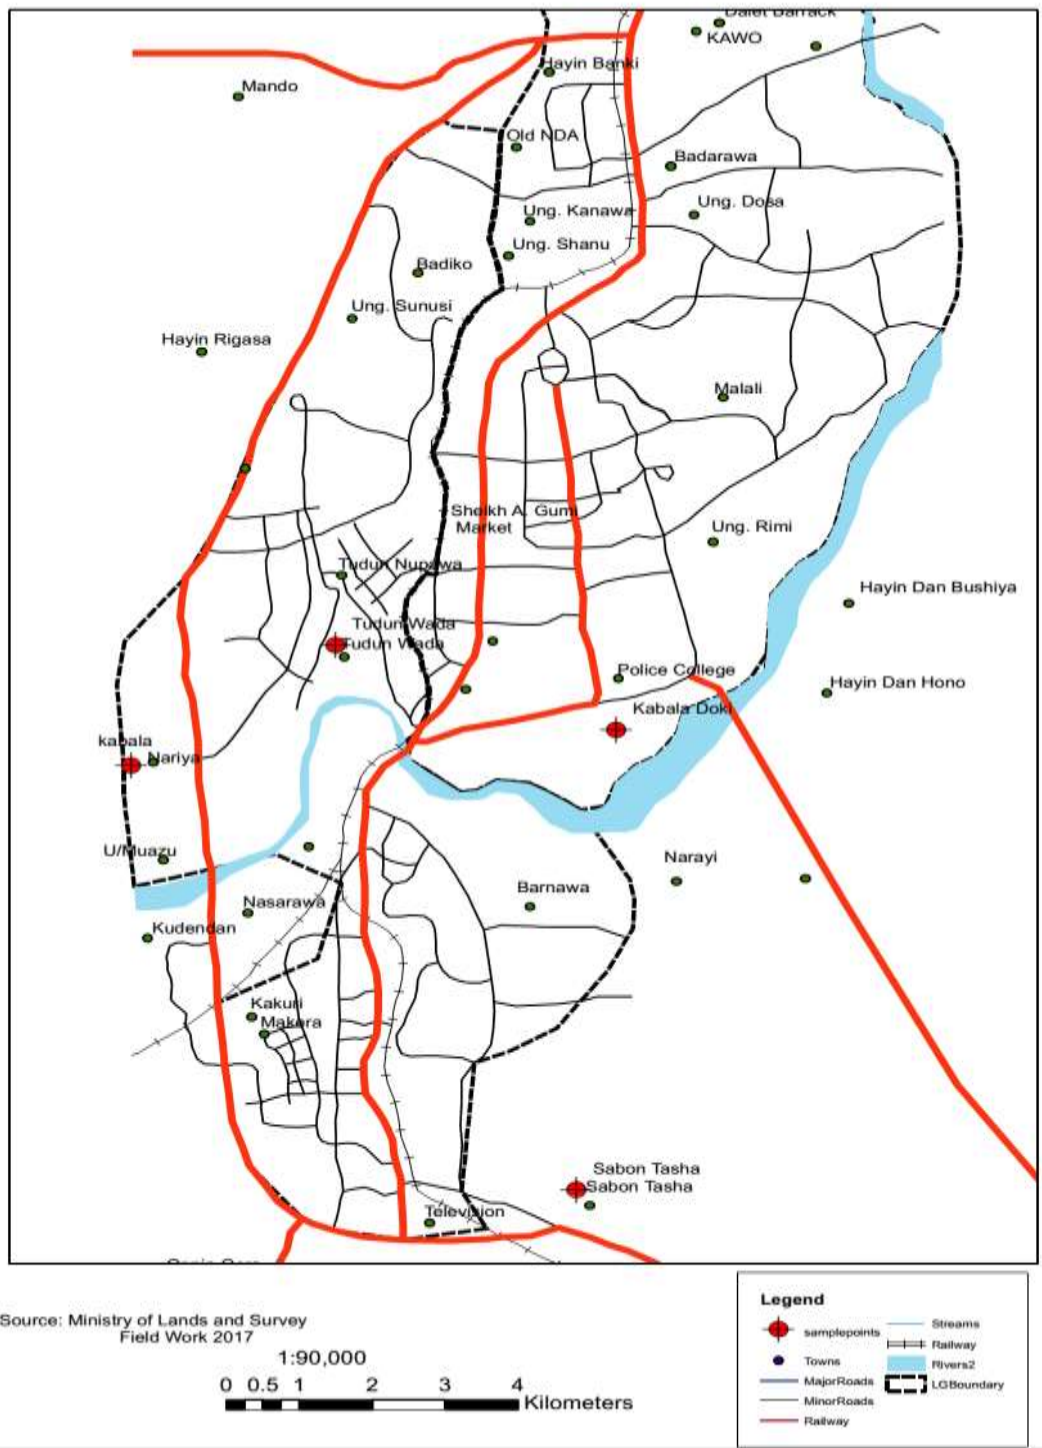 Dalet Barrack
KAWO
Hayin Banki
Mando
Old NDA
Badarawa
Ung. Kanawa
Ung. Dosa
Ung. Shanu
Badiko
Ung. Sunusi
Hayin Rigasa
Malali
Sheikh A. Gumi
Market
Ung. Rimi
Tudun Nupawa
Hayin Dan Bushiya
Tudun Wada
Tudun Wada
Police College
Hayin Dan Hono
Kabala Doki
kabala
Nariya
U/Muazu
Narayi
Barnawa
Nasarawa
Kudendan
Kakuri
Makera
Sabon Tasha
Sabon Tasha
Television
Source: Ministry of Lands and Survey
Field Work 2017
1:90,000
0 0.5 1 2 3 4
Kilometers
Legend
samplepoints
Towns
MajorRoads
MinorRoads
Railway
Streams
Railway
Rivers2
LGBoundary